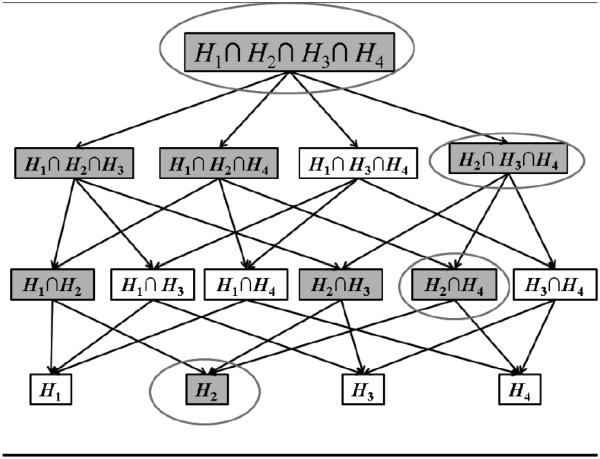 H₁∩ H₂∩ H₃∩ H₄
H₁∩ H₂∩H₃ H₁∩ H₂∩H₄ H₁∩ H₃∩H₄ H₂∩ H₃∩H₄
H₁∩H₂ H₁∩ H₃ H₁∩H₄ H₂∩H₃ H₂∩H₄ H₃∩H₄
H₁ H₂ H₃ H₄